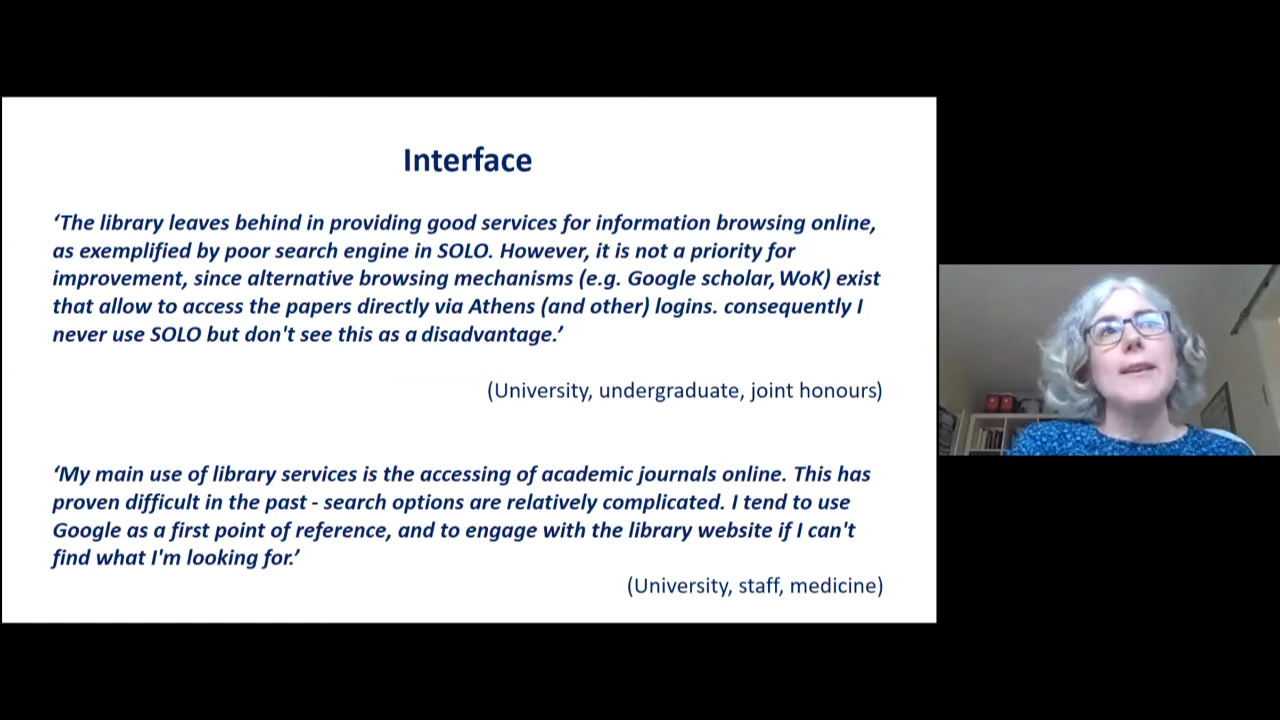 Interface
‘The library leaves behind in providing good services for information browsing online,
as exemplified by poor search engine in SOLO. However, it is not a priority for
improvement, since alternative browsing mechanisms (e.g. Google scholar, WoK) exist
that allow to access the papers directly via Athens (and other) logins. consequently I
never use SOLO but don't see this as a disadvantage.’
(University, undergraduate, joint honours)
‘My main use of library services is the accessing of academic journals online. This has
proven difficult in the past - search options are relatively complicated. I tend to use
Google as a first point of reference, and to engage with the library website if I can't
find what I'm looking for.’
(University, staff, medicine)